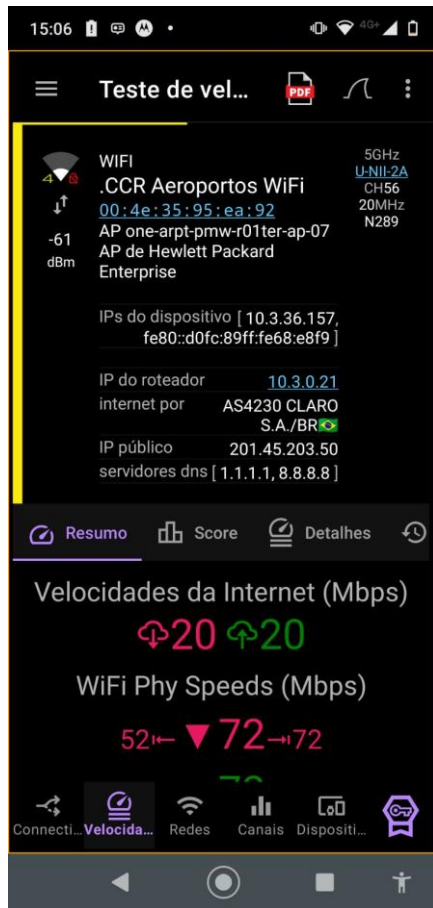 15:06
4G+
Teste de vel...
PDF
4
-61
dBm
WIFI
.CCR Aeroportos WiFi
00:4e:35:95:ea:92
AP one-arpt-pmw-r01ter-ap-07
AP de Hewlett Packard
Enterprise
5GHz
U-NII-2A
CH56
20MHz
N289
IPs do dispositivo [ 10.3.36.157,
fe80::d0fc:89ff:fe68:e8f9 ]
IP do roteador 10.3.0.21
internet por AS4230 CLARO
S.A./BR
IP público 201.45.203.50
servidores dns [ 1.1.1.1, 8.8.8.8 ]
Resumo Score Detalhes
Velocidades da Internet (Mbps)
20 20
WiFi Phy Speeds (Mbps)
52 72 72
Connecti... Velocida... Redes Canais Dispositi...